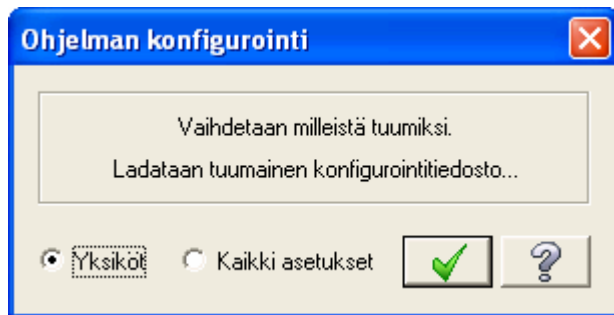 Ohjelman konfigurointi
Vaihdetaan milleistä tuumiksi.
Ladataan tuumainen konfigurointitiedosto...
Yksiköt Kaikki asetukset